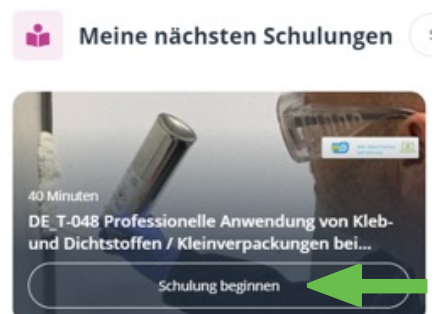 Meine nächsten Schulungen
S
40 Minuten
DE_T-048 Professionelle Anwendung von Kleb-
und Dichtstoffen / Kleinverpackungen bei...
Schulung beginnen